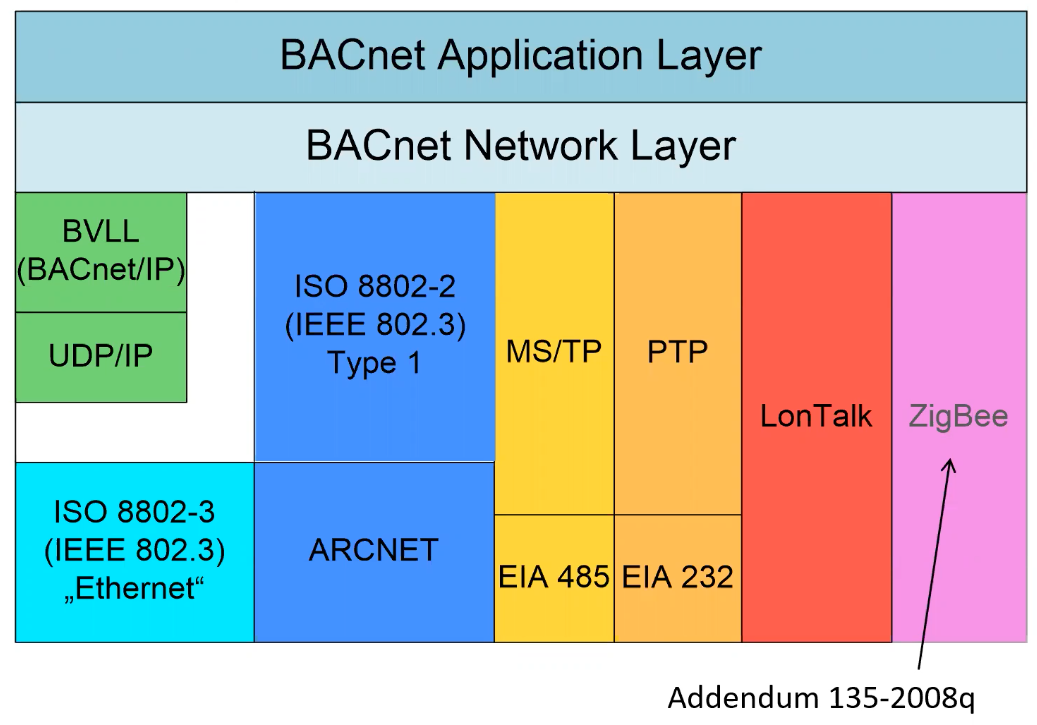 BACnet Application Layer
BACnet Network Layer
BVLL
(BACnet/IP)
UDP/IP
ISO 8802-2
(IEEE 802.3)
Type 1
MS/TP
PTP
LonTalk
ZigBee
ISO 8802-3
(IEEE 802.3)
„Ethernet“
ARCNET
EIA 485
EIA 232
Addendum 135-2008q